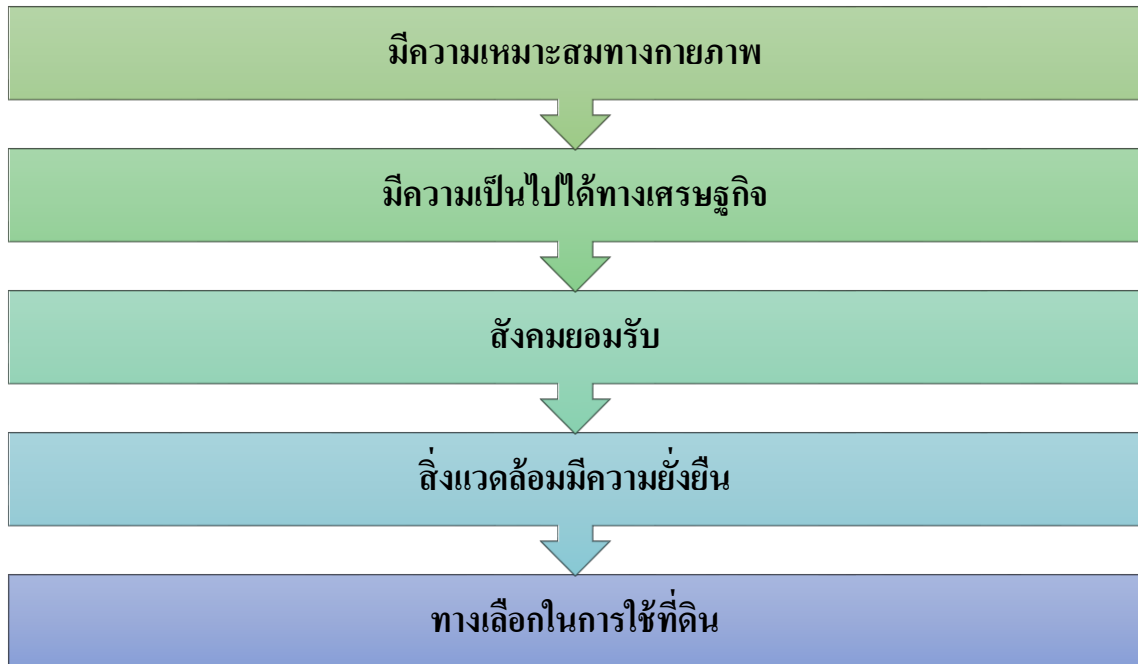 มีความเหมาะสมทางกายภาพ
มีความเป็นไปได้ทางเศรษฐกิจ
สังคมยอมรับ
สิ่งแวดล้อมมีความยั่งยืน
ทางเลือกในการใช้ที่ดิน